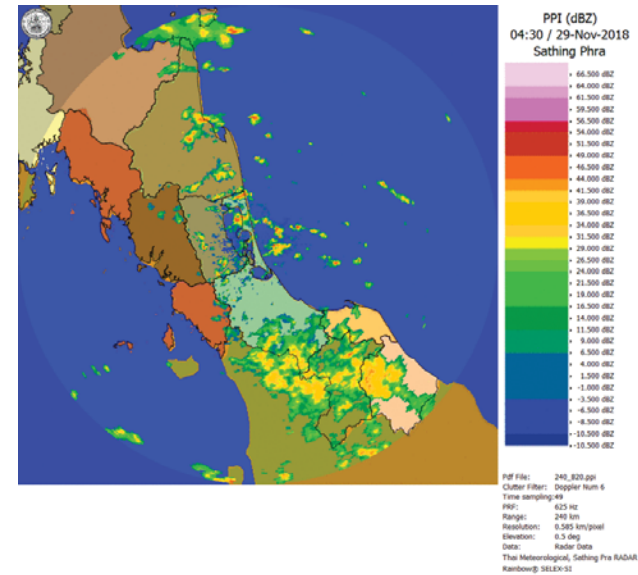 PPI (dBZ)
04:30 / 29-Nov-2018
Sathing Phra
66.500 dBZ
64.000 dBZ
61.500 dBZ
59.000 dBZ
56.500 dBZ
54.000 dBZ
51.500 dBZ
49.000 dBZ
46.500 dBZ
44.000 dBZ
41.500 dBZ
39.000 dBZ
36.500 dBZ
34.000 dBZ
31.500 dBZ
29.000 dBZ
26.500 dBZ
24.000 dBZ
21.500 dBZ
19.000 dBZ
16.500 dBZ
14.000 dBZ
11.500 dBZ
9.000 dBZ
6.500 dBZ
4.000 dBZ
1.500 dBZ
-1.000 dBZ
-3.500 dBZ
-6.500 dBZ
-8.500 dBZ
-10.500 dBZ
-10.500 dBZ
Pdf File: 240_820.ppi
Clutter Filter: Doppler Num 6
Time sampling:49
PRF: 625 Hz
Range: 240 km
Resolution: 0.585 km/pixel
Elevation: 0.5 deg
Data: Radar Data
Thai Meteorological, Sathing Pra RADAR
Rainbow® SELEX-SI